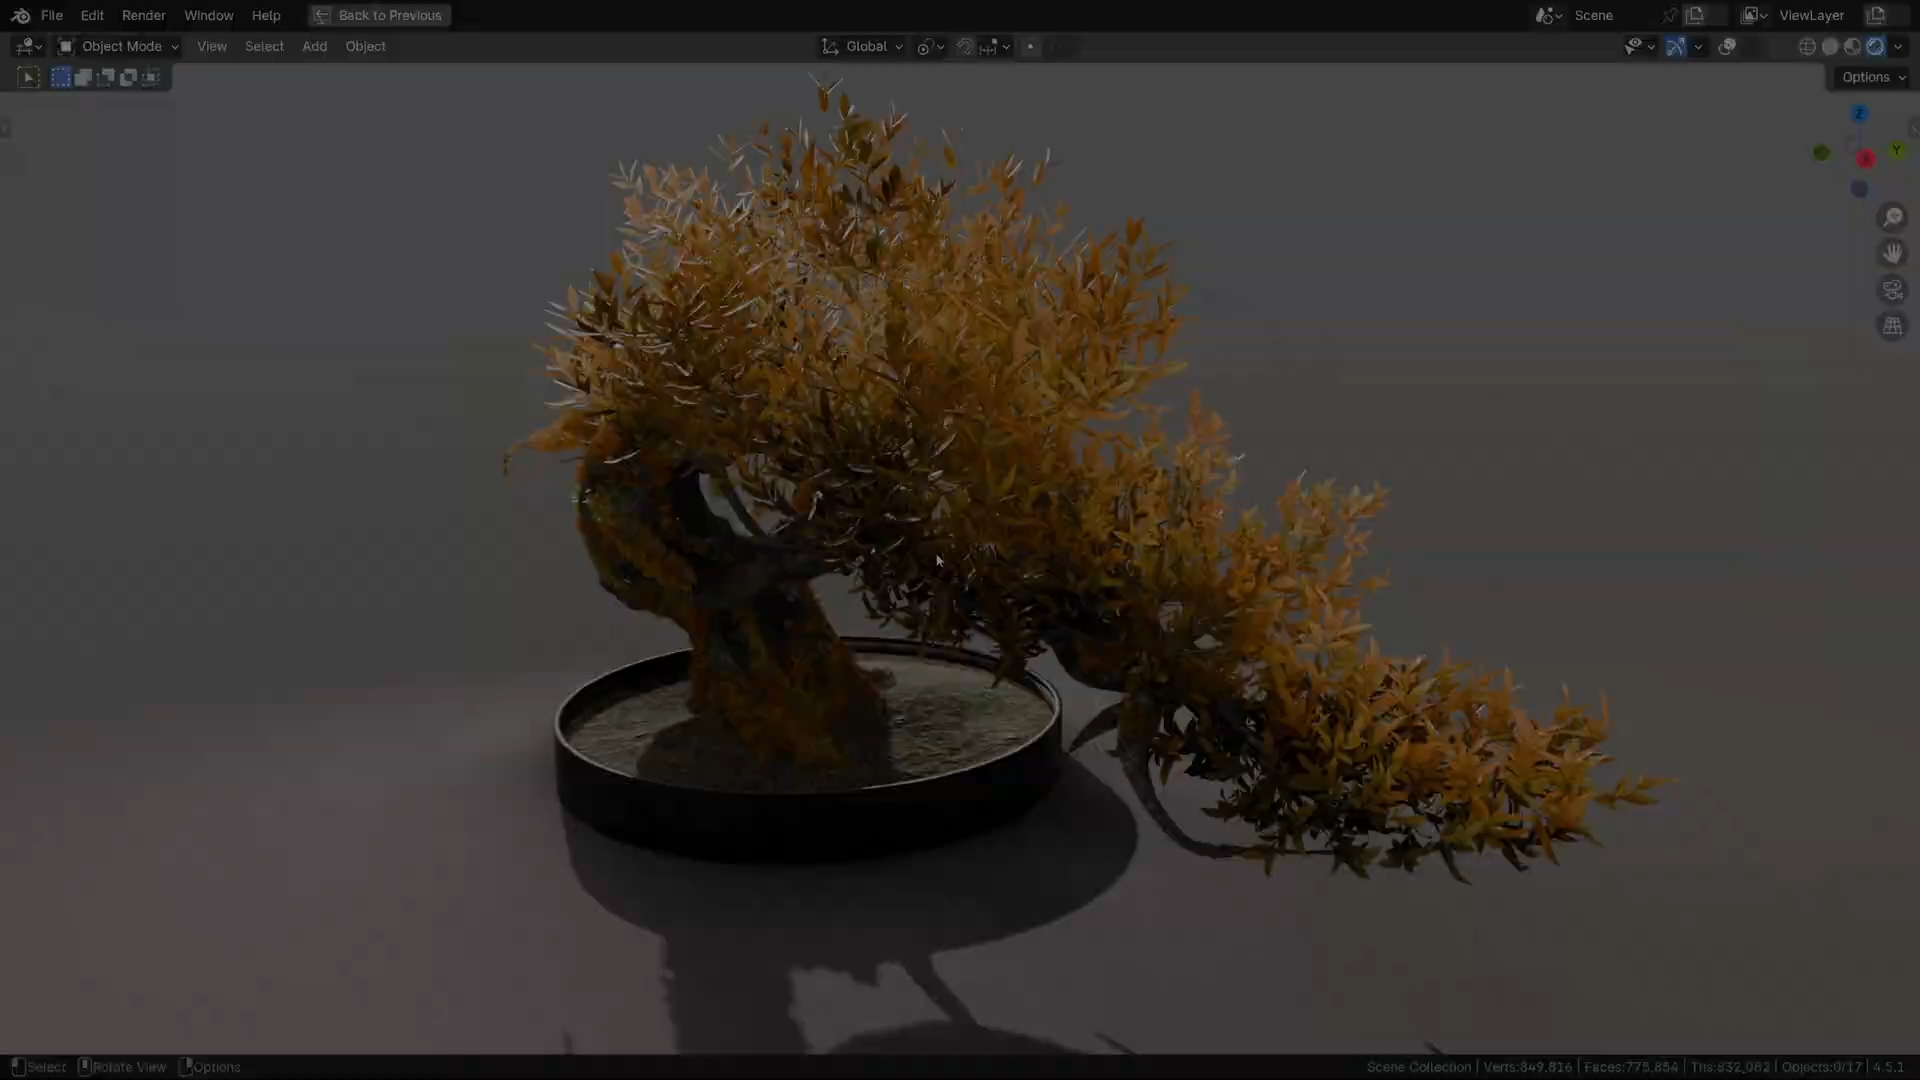 File Edit Render Window Help Back to Previous Scene ViewLayer
Object Mode View Select Add Object Global
Options
Z
Y
Select Rotate View Options Scene Collection | Verts:849,816 | Faces:775,854 | Tris:832,082 | Objects:0/17 | 4.5.1